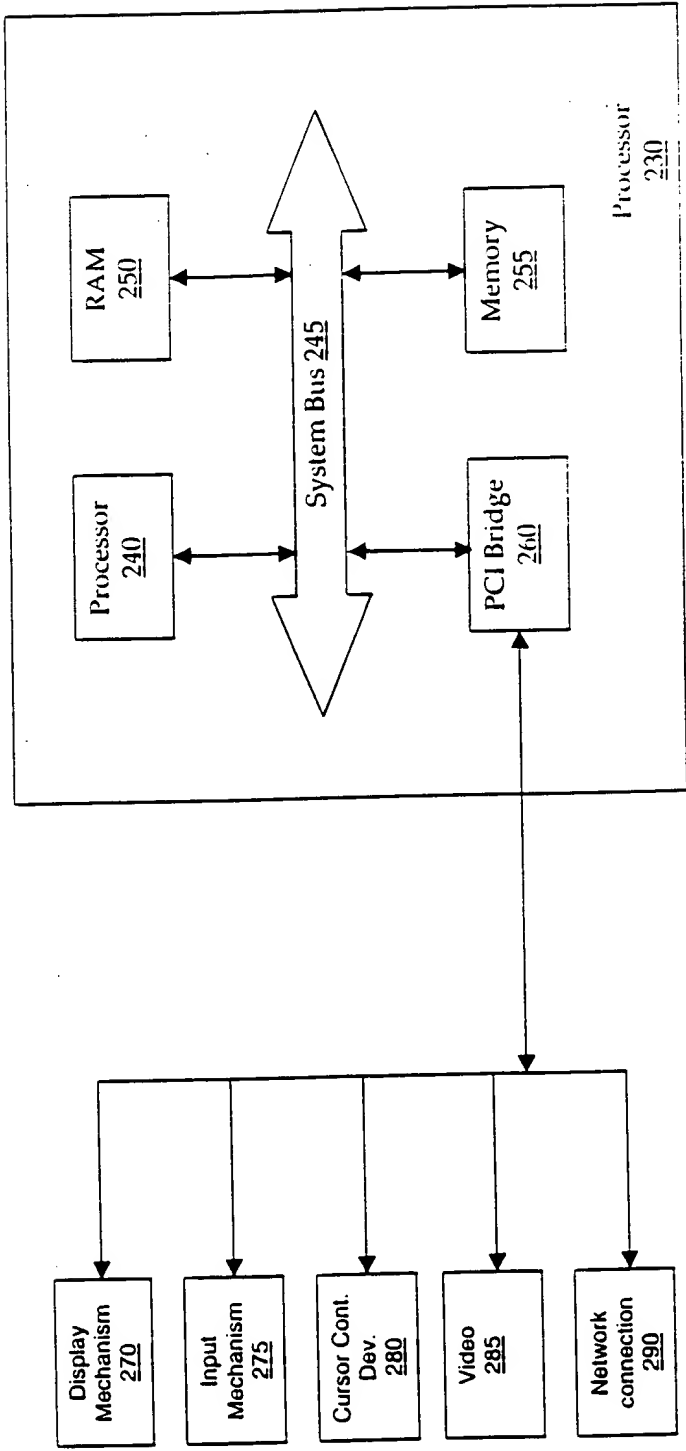 Processor
240
RAM
250
System Bus 245
PCI Bridge
260
Memory
255
Processor
230
Display
Mechanism
270
Input
Mechanism
275
Cursor Cont.
Dev.
280
Video
285
Network
connection
290